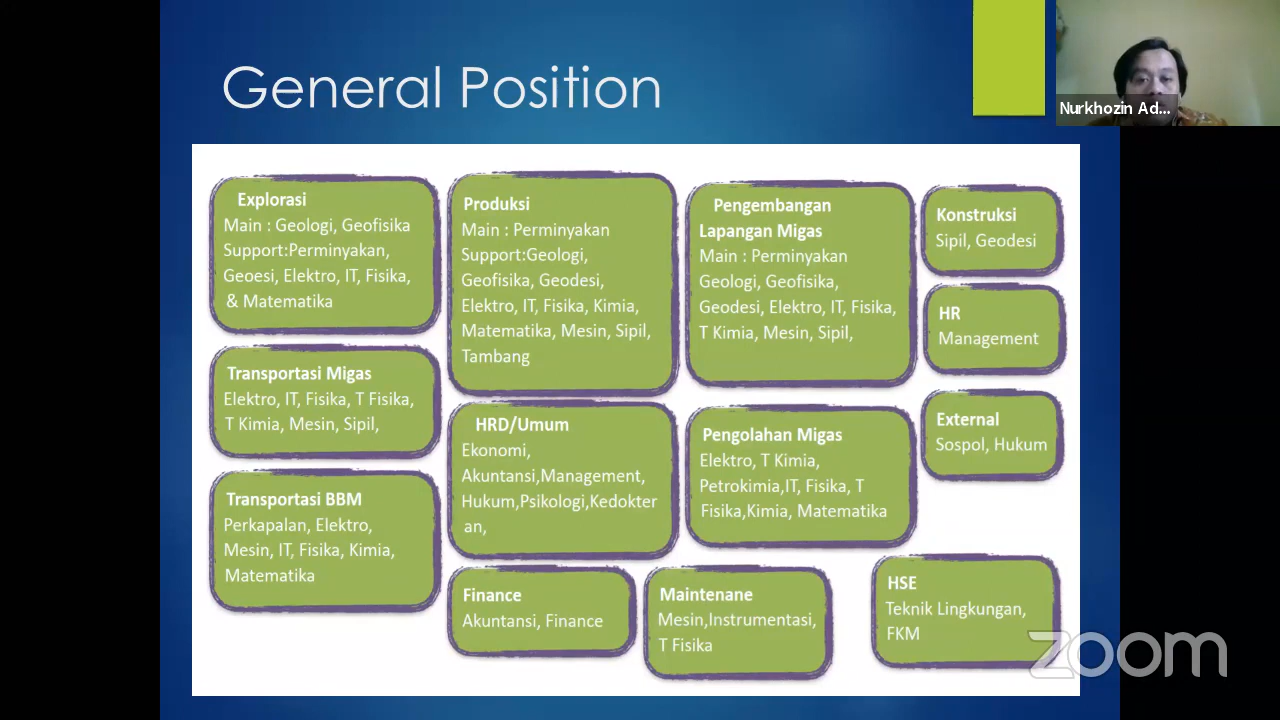 General Position
Nurkhozin Ad...
Explorasi
Main : Geologi, Geofisika
Support:Perminyakan,
Geoesi, Elektro, IT, Fisika,
& Matematika
Produksi
Main : Perminyakan
Support:Geologi,
Geofisika, Geodesi,
Elektro, IT, Fisika, Kimia,
Matematika, Mesin, Sipil,
Tambang
Pengembangan
Lapangan Migas
Main : Perminyakan
Geologi, Geofisika,
Geodesi, Elektro, IT, Fisika,
T Kimia, Mesin, Sipil,
Konstruksi
Sipil, Geodesi
HR
Management
Transportasi Migas
Elektro, IT, Fisika, T Fisika,
T Kimia, Mesin, Sipil,
HRD/Umum
Ekonomi,
Akuntansi,Management,
Hukum,Psikologi,Kedokter
an,
Pengolahan Migas
Elektro, T Kimia,
Petrokimia,IT, Fisika, T
Fisika,Kimia, Matematika
External
Sospol, Hukum
Transportasi BBM
Perkapalan, Elektro,
Mesin, IT, Fisika, Kimia,
Matematika
Finance
Akuntansi, Finance
Maintenane
Mesin,Instrumentasi,
T Fisika
HSE
Teknik Lingkungan,
FKM
zoom